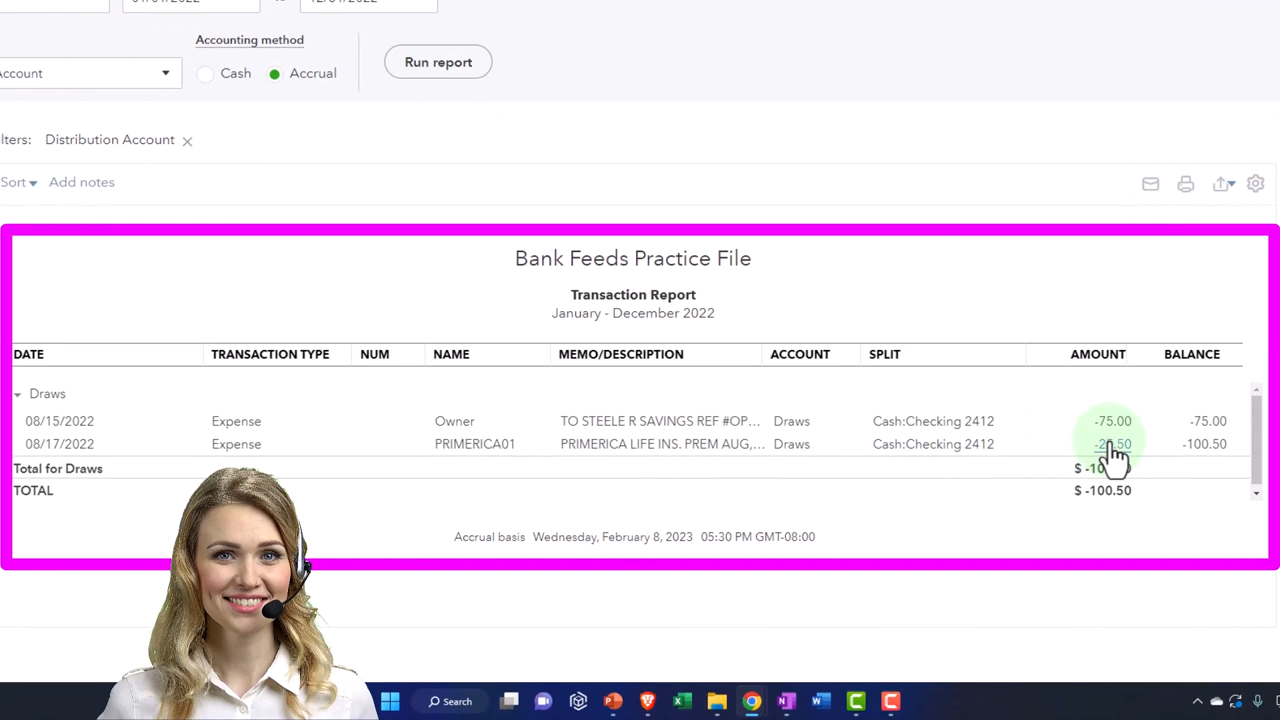 to
Accounting method
Account
Cash
Accrual
Run report
lters: Distribution Account
Sort Add notes
Bank Feeds Practice File
Transaction Report
January - December 2022
DATE TRANSACTION TYPE NUM NAME MEMO/DESCRIPTION ACCOUNT SPLIT AMOUNT BALANCE
Draws
08/15/2022 Expense Owner TO STEELE R SAVINGS REF #OP... Draws Cash:Checking 2412 -75.00 -75.00
08/17/2022 Expense PRIMERICA01 PRIMERICA LIFE INS. PREM AUG,... Draws Cash:Checking 2412 -100.50
Total for Draws
TOTAL $ -100.50
Accrual basis Wednesday, February 8, 2023 05:30 PM GMT-08:00
Search